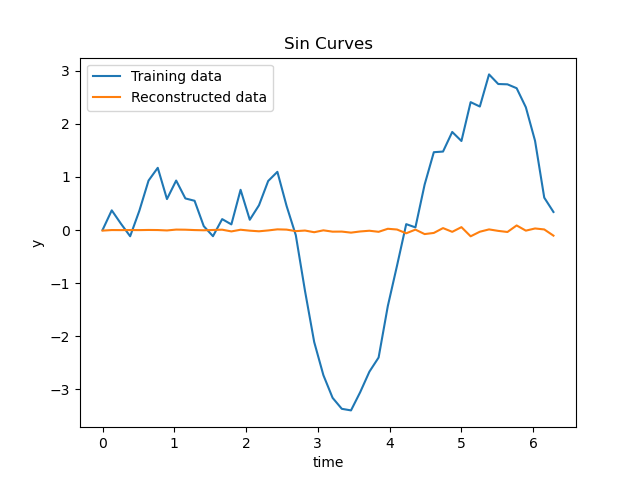 Sin Curves
Training data
Reconstructed data
y
3
2
1
0
−1
−2
−3
0 1 2 3 4 5 6
time